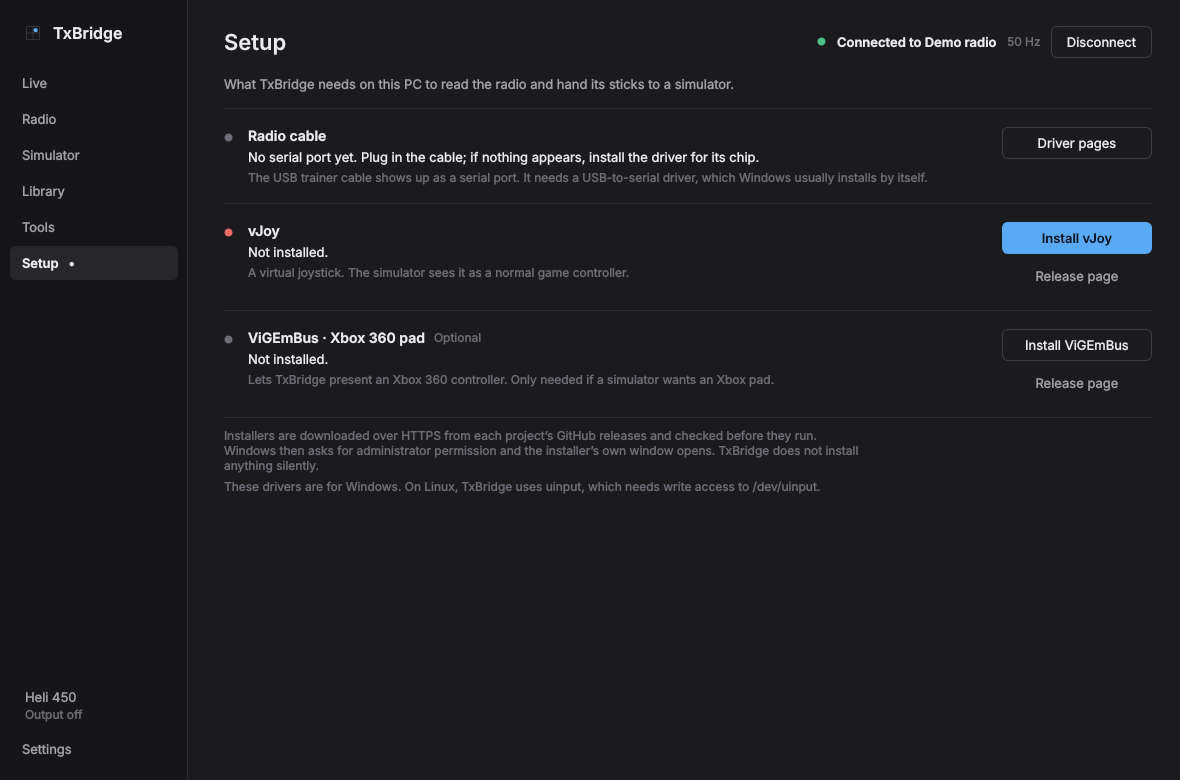 TxBridge
Live
Radio
Simulator
Library
Tools
Setup •
Heli 450
Output off
Settings
Setup
Connected to Demo radio 50 Hz
Disconnect
What TxBridge needs on this PC to read the radio and hand its sticks to a simulator.
Radio cable
No serial port yet. Plug in the cable; if nothing appears, install the driver for its chip.
The USB trainer cable shows up as a serial port. It needs a USB-to-serial driver, which Windows usually installs by itself.
Driver pages
vJoy
Not installed.
A virtual joystick. The simulator sees it as a normal game controller.
Install vJoy
Release page
ViGEmBus · Xbox 360 pad Optional
Not installed.
Lets TxBridge present an Xbox 360 controller. Only needed if a simulator wants an Xbox pad.
Install ViGEmBus
Release page
Installers are downloaded over HTTPS from each project’s GitHub releases and checked before they run.
Windows then asks for administrator permission and the installer’s own window opens. TxBridge does not install
anything silently.
These drivers are for Windows. On Linux, TxBridge uses uinput, which needs write access to /dev/uinput.